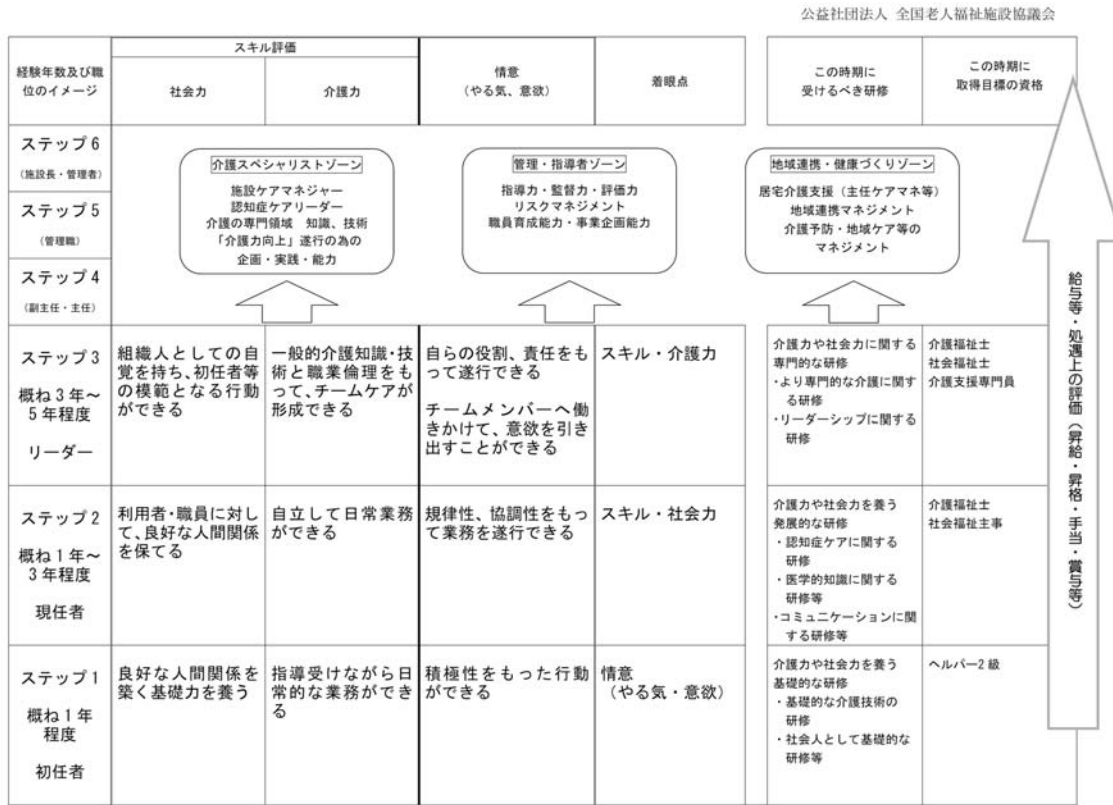 公益社団法人 全国老人福祉施設協議会
経験年数及び職
位のイメージ
スキル評価
社会力
介護力
情意
(やる気、意欲)
着眼点
この時期に
受けるべき研修
この時期に
取得目標の資格
ステップ6
(施設長・管理者)
ステップ5
(管理職)
ステップ4
(副主任・主任)
介護スペシャリストゾーン
施設ケアマネジャー
認知症ケアリーダー
介護の専門領域 知識、技術
「介護力向上」遂行の為の
企画・実践・能力
管理・指導者ゾーン
指導力・監督力・評価力
リスクマネジメント
職員育成能力・事業企画能力
地域連携・健康づくりゾーン
居宅介護支援(主任ケアマネ等)
地域連携マネジメント
介護予防・地域ケア等の
マネジメント
ステップ3
概ね3年～
5年程度
リーダー
組織人としての自
覚を持ち、初任者等
の模範となる行動
ができる
一般的介護知識・技
術と職業倫理をも
って、チームケアが
形成できる
自らの役割、責任をも
って遂行できる
チームメンバーへ働
きかけて、意欲を引き
出すことができる
スキル・介護力
介護力や社会力に関する
専門的な研修
・より専門的な介護に関す
る研修
・リーダーシップに関する
研修
介護福祉士
社会福祉士
介護支援専門員
ステップ2
概ね1年～
3年程度
現任者
利用者・職員に対し
て、良好な人間関係
を保てる
自立して日常業務
ができる
規律性、協調性をもっ
て業務を遂行できる
スキル・社会力
介護力や社会力を養う
発展的な研修
・認知症ケアに関する
研修
・医学的知識に関する
研修等
・コミュニケーションに関
する研修等
介護福祉士
社会福祉主事
ステップ1
概ね1年
程度
初任者
良好な人間関係を
築く基礎力を養う
指導受けながら日
常的な業務ができ
る
積極性をもった行動
ができる
情意
(やる気・意欲)
介護力や社会力を養う
基礎的な研修
・基礎的な介護技術の
研修
・社会人として基礎的な
研修等
ヘルパー2級
給与等・処遇上の評価(昇給・昇格・手当・賞与等)